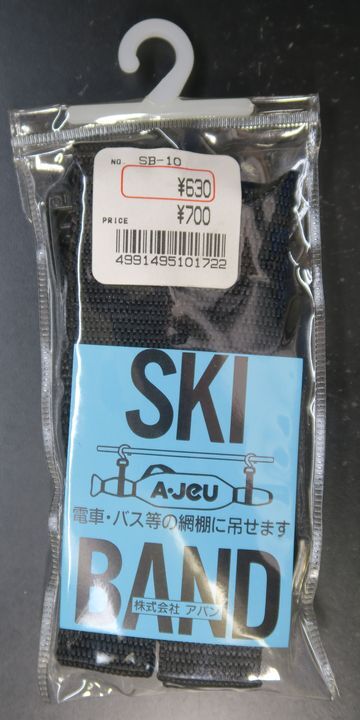 NO. SB-10
¥630
PRICE ¥700
4991495101722
SKI
A·JEU
電車・バス等の網棚に吊せます
BAND
株式会社 アパン